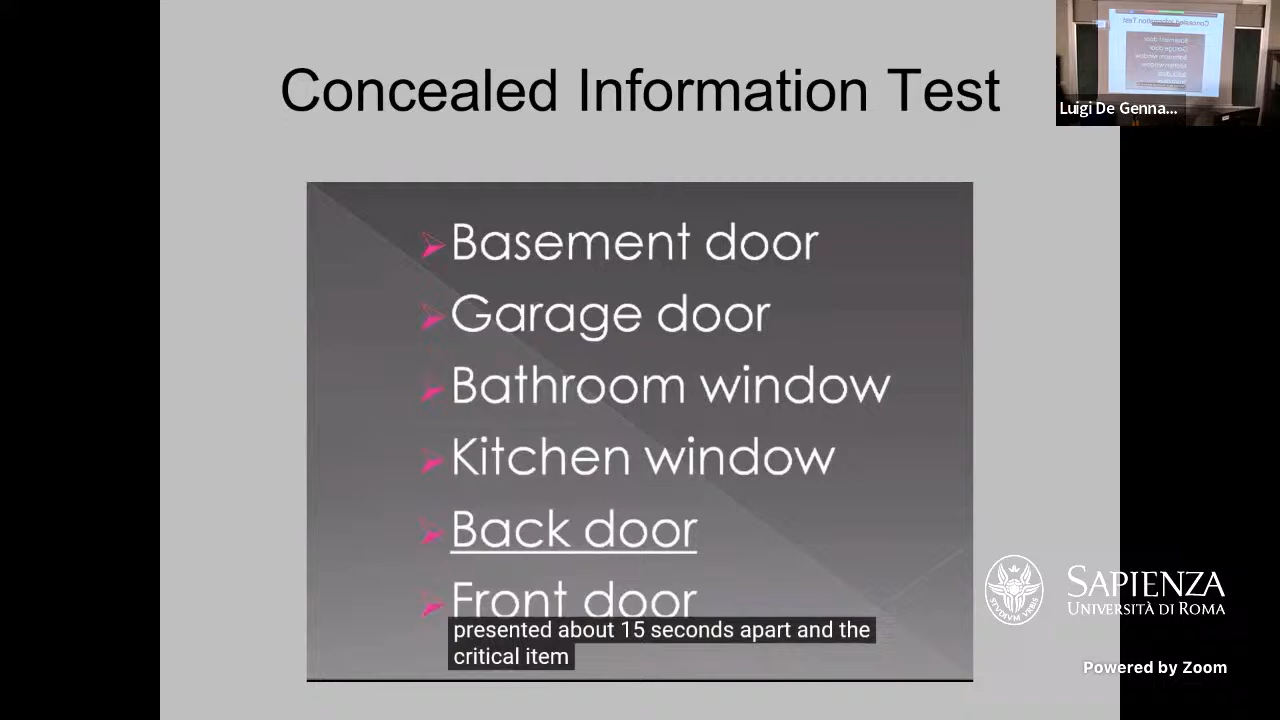 Concealed Information Test
Luigi De Genna...
Basement door
Garage door
Bathroom window
Kitchen window
Back door
Front door
presented about 15 seconds apart and the
critical item
SAPIENZA
UNIVERSITÀ DI ROMA
Powered by Zoom